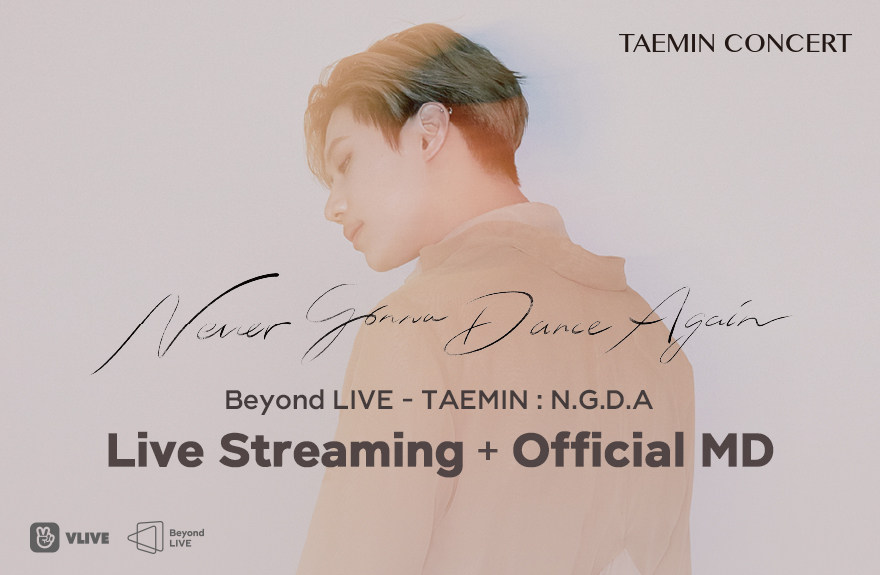 TAEMIN CONCERT
Never Gonna Dance Again
Beyond LIVE - TAEMIN : N.G.D.A
Live Streaming + Official MD
VLIVE
Beyond
LIVE